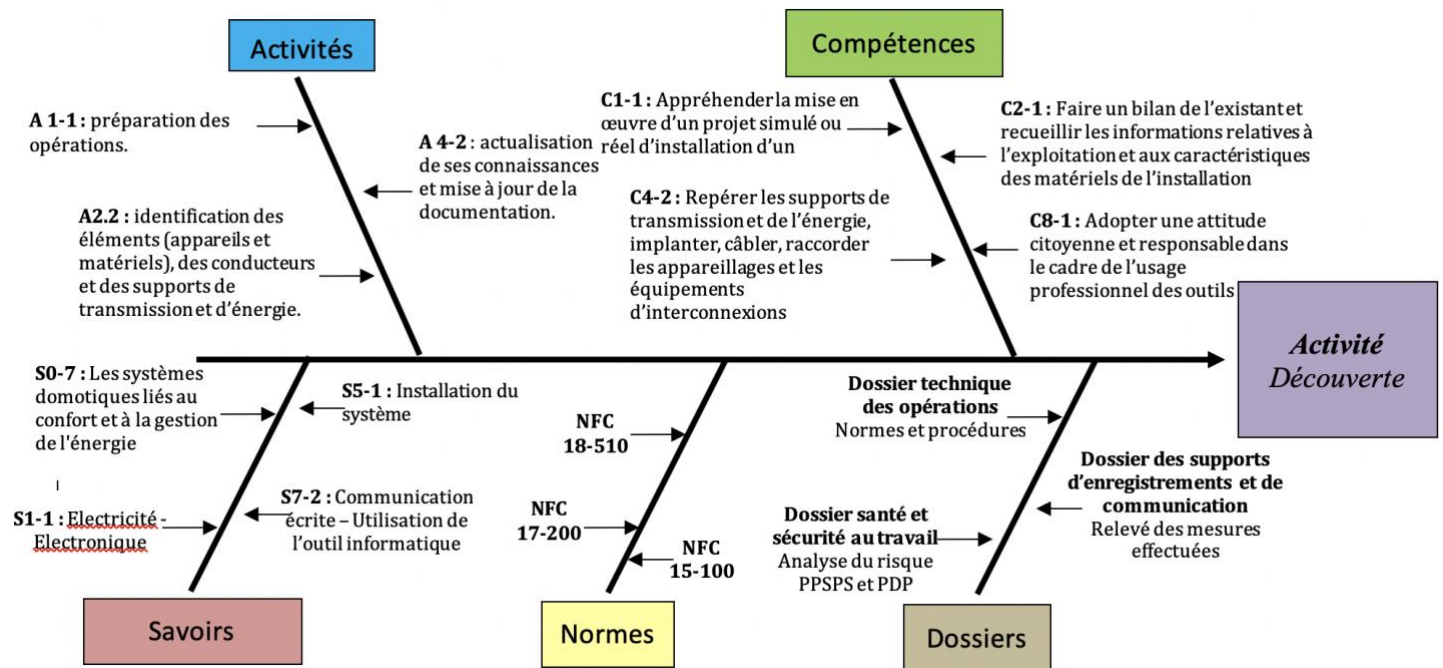 Activités
A 1-1 : préparation des
opérations.
A 4-2 : actualisation
de ses connaissances
et mise à jour de la
documentation.
A2.2 : identification des
éléments (appareils et
matériels), des conducteurs
et des supports de
transmission et d'énergie.
Compétences
C1-1 : Appréhender la mise en
œuvre d'un projet simulé ou
réel d'installation d'un
C2-1 : Faire un bilan de l'existant et
recueillir les informations relatives à
l'exploitation et aux caractéristiques
des matériels de l'installation
C4-2 : Repérer les supports de
transmission et de l'énergie,
implanter, câbler, raccorder
les appareillages et les
équipements
d'interconnexions
C8-1 : Adopter une attitude
citoyenne et responsable dans
le cadre de l'usage
professionnel des outils
Activité
Découverte
S0-7 : Les systèmes
domotiques liés au
confort et à la gestion
de l'énergie
S5-1 : Installation du
système
S1-1 : Electricité -
Electronique
S7-2 : Communication
écrite – Utilisation de
l'outil informatique
Savoirs
NFC
18-510
NFC
17-200
NFC
15-100
Normes
Dossier technique
des opérations
Normes et procédures
Dossier des supports
d'enregistrements et de
communication
Relevé des mesures
effectuées
Dossier santé et
sécurité au travail
Analyse du risque
PPSPS et PDP
Dossiers